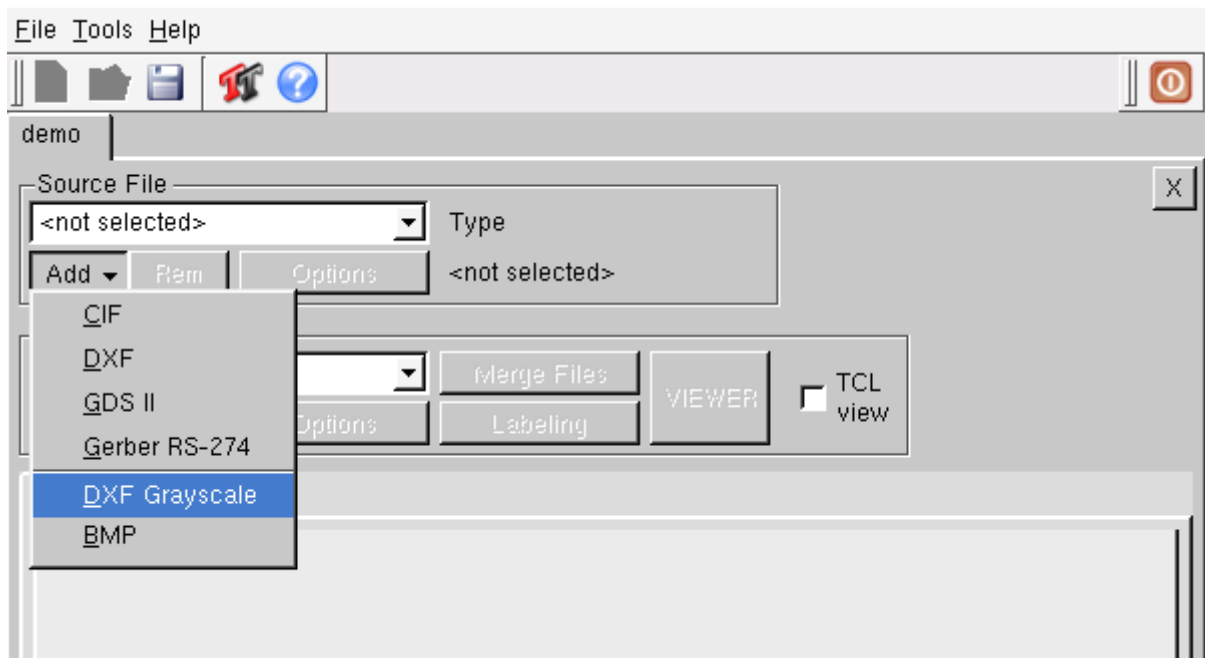 File Tools Help
demo
Source File
X
<not selected>
Type
Add
Rem
Options
<not selected>
CIF
DXF
GDS II
Gerber RS-274
DXF Grayscale
BMP
Merge Files
VIEWER
TCL
view
Options
Labeling